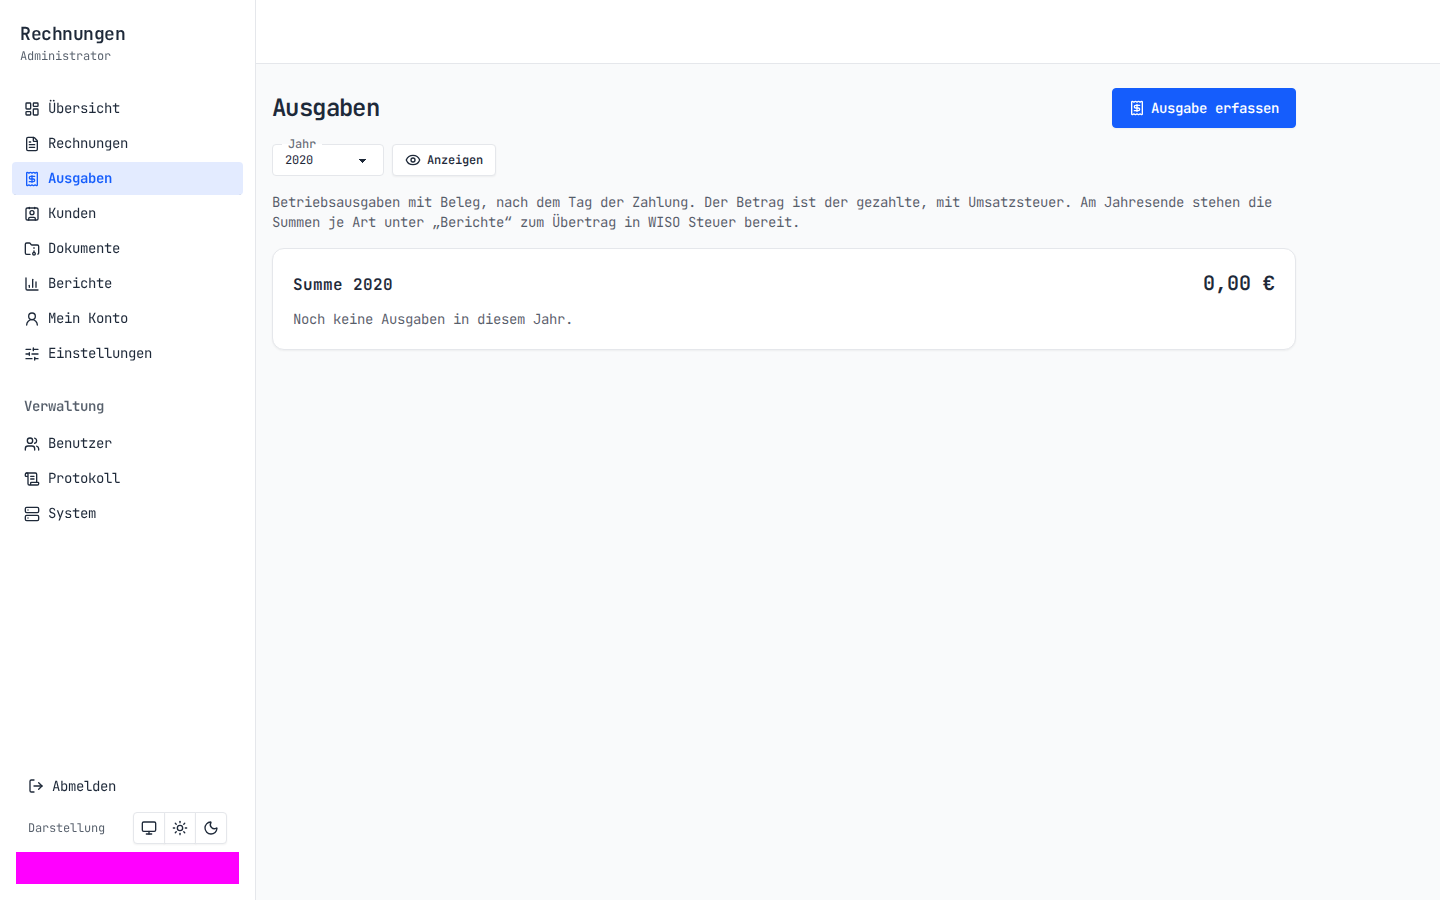 Rechnungen
Administrator
Übersicht
Rechnungen
Ausgaben
Kunden
Dokumente
Berichte
Mein Konto
Einstellungen
Verwaltung
Benutzer
Protokoll
System
Abmelden
Darstellung
Ausgaben
Ausgabe erfassen
Jahr
2020
Anzeigen
Betriebsausgaben mit Beleg, nach dem Tag der Zahlung. Der Betrag ist der gezahlte, mit Umsatzsteuer. Am Jahresende stehen die
Summen je Art unter „Berichte“ zum Übertrag in WISO Steuer bereit.
Summe 2020
0,00 €
Noch keine Ausgaben in diesem Jahr.